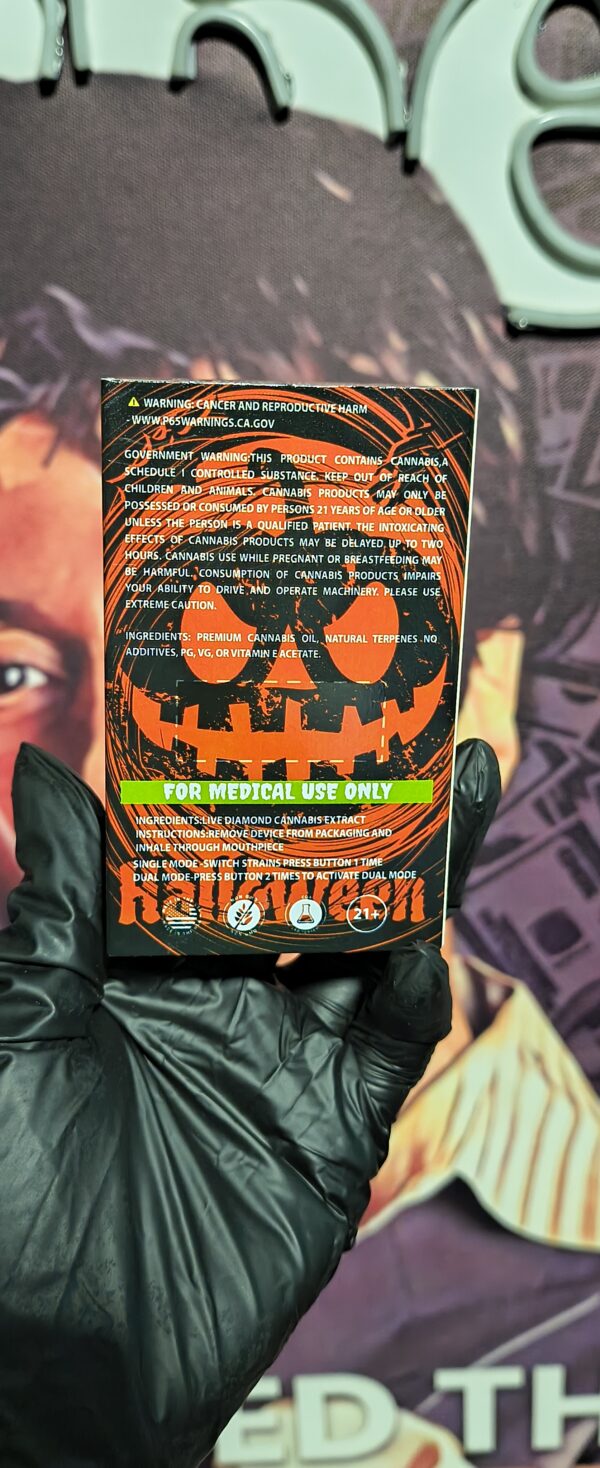 WARNING: CANCER AND REPRODUCTIVE HARM
- WWW.P65WARNINGS.CA.GOV
GOVERNMENT WARNING:THIS PRODUCT CONTAINS CANNABIS,A
SCHEDULE 1 CONTROLLED SUBSTANCE. KEEP OUT OF REACH OF
CHILDREN AND ANIMALS. CANNABIS PRODUCTS MAY ONLY BE
POSSESSED OR CONSUMED BY PERSONS 21 YEARS OF AGE OR OLDER
UNLESS THE PERSON IS A QUALIFIED PATIENT. THE INTOXICATING
EFFECTS OF CANNABIS PRODUCTS MAY BE DELAYED UP TO TWO
HOURS. CANNABIS USE WHILE PREGNANT OR BREASTFEEDING MAY
BE HARMFUL. CONSUMPTION OF CANNABIS PRODUCTS IMPAIRS
YOUR ABILITY TO DRIVE AND OPERATE MACHINERY. PLEASE USE
EXTREME CAUTION.
INGREDIENTS: PREMIUM CANNABIS OIL, NATURAL TERPENES NO
ADDITIVES, PG, VG, OR VITAMIN E ACETATE.
FOR MEDICAL USE ONLY
INGREDIENTS:LIVE DIAMOND CANNABIS EXTRACT
INSTRUCTIONS:REMOVE DEVICE FROM PACKAGING AND
INHALE THROUGH MOUTHPIECE
SINGLE MODE -SWITCH STRAINS PRESS BUTTON 1 TIME
DUAL MODE-PRESS BUTTON 2 TIMES TO ACTIVATE DUAL MODE
Halloween
21+
ED TH